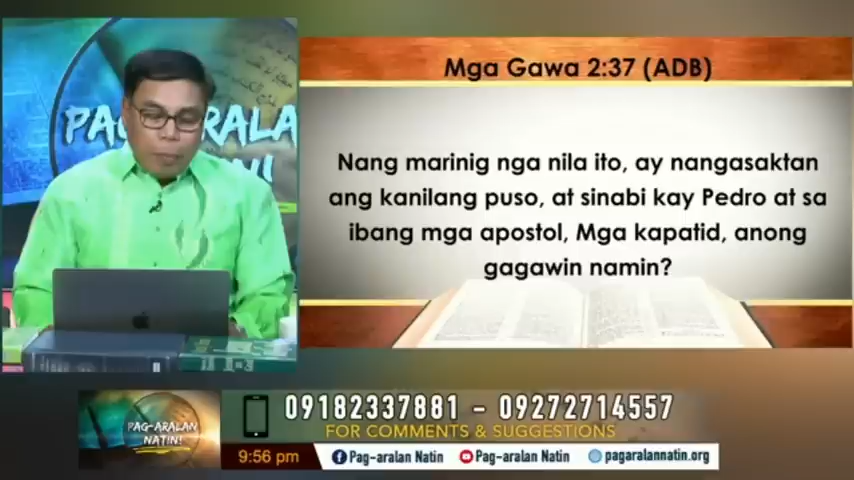 PAG-ARALAN
Mga Gawa 2:37 (ADB)
Nang marinig nga nila ito, ay nangasaktan
ang kanilang puso, at sinabi kay Pedro at sa
ibang mga apostol, Mga kapatid, anong
gagawin namin?
PAG-ARALAN
NATIN!
09182337881 - 09272714557
FOR COMMENTS & SUGGESTIONS
9:56 pm
Pag-aralan Natin
Pag-aralan Natin
pagaralannatin.org